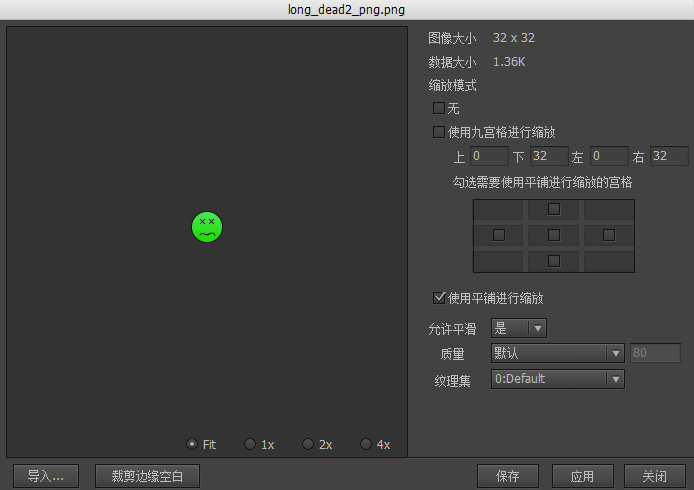 long_dead2_png.png
图像大小 32 x 32
数据大小 1.36K
缩放模式
无
使用九宫格进行缩放
上 0 下 32 左 0 右 32
勾选需要使用平铺进行缩放的宫格
使用平铺进行缩放
允许平滑 是
质量 默认 80
纹理集 0:Default
Fit 1x 2x 4x
导入... 裁剪边缘空白 保存 应用 关闭